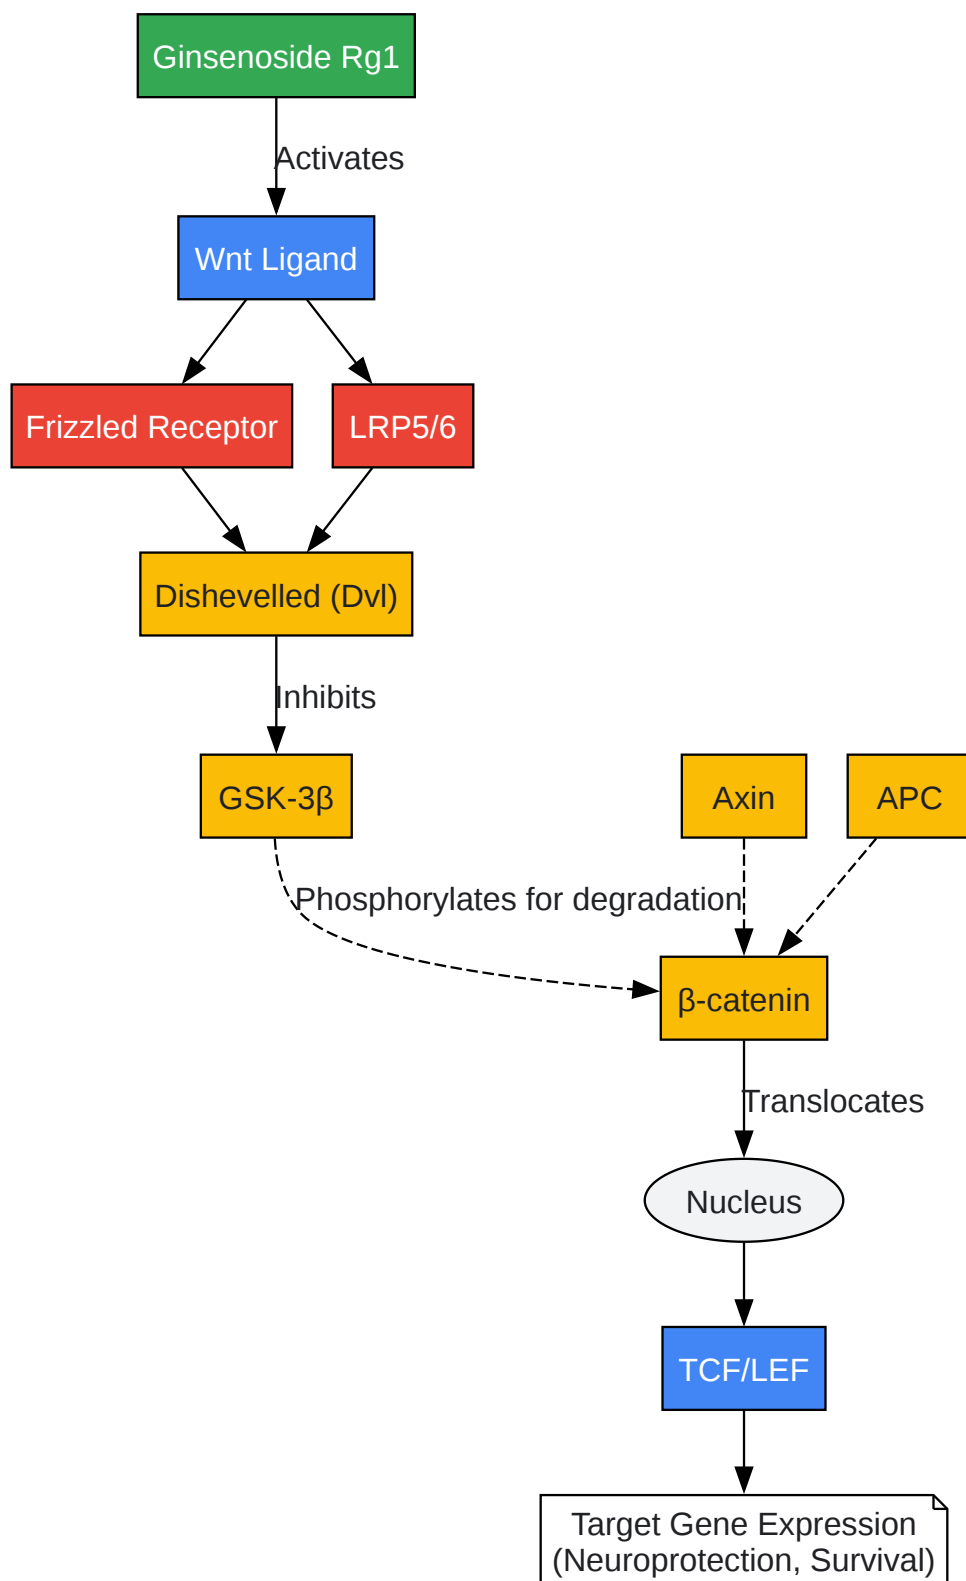 Ginsenoside Rg1
Activates
Wnt Ligand
Frizzled Receptor
LRP5/6
Dishevelled (Dvl)
Inhibits
GSK-3β
Axin
APC
Phosphorylates for degradation
β-catenin
Translocates
Nucleus
TCF/LEF
Target Gene Expression
(Neuroprotection, Survival)